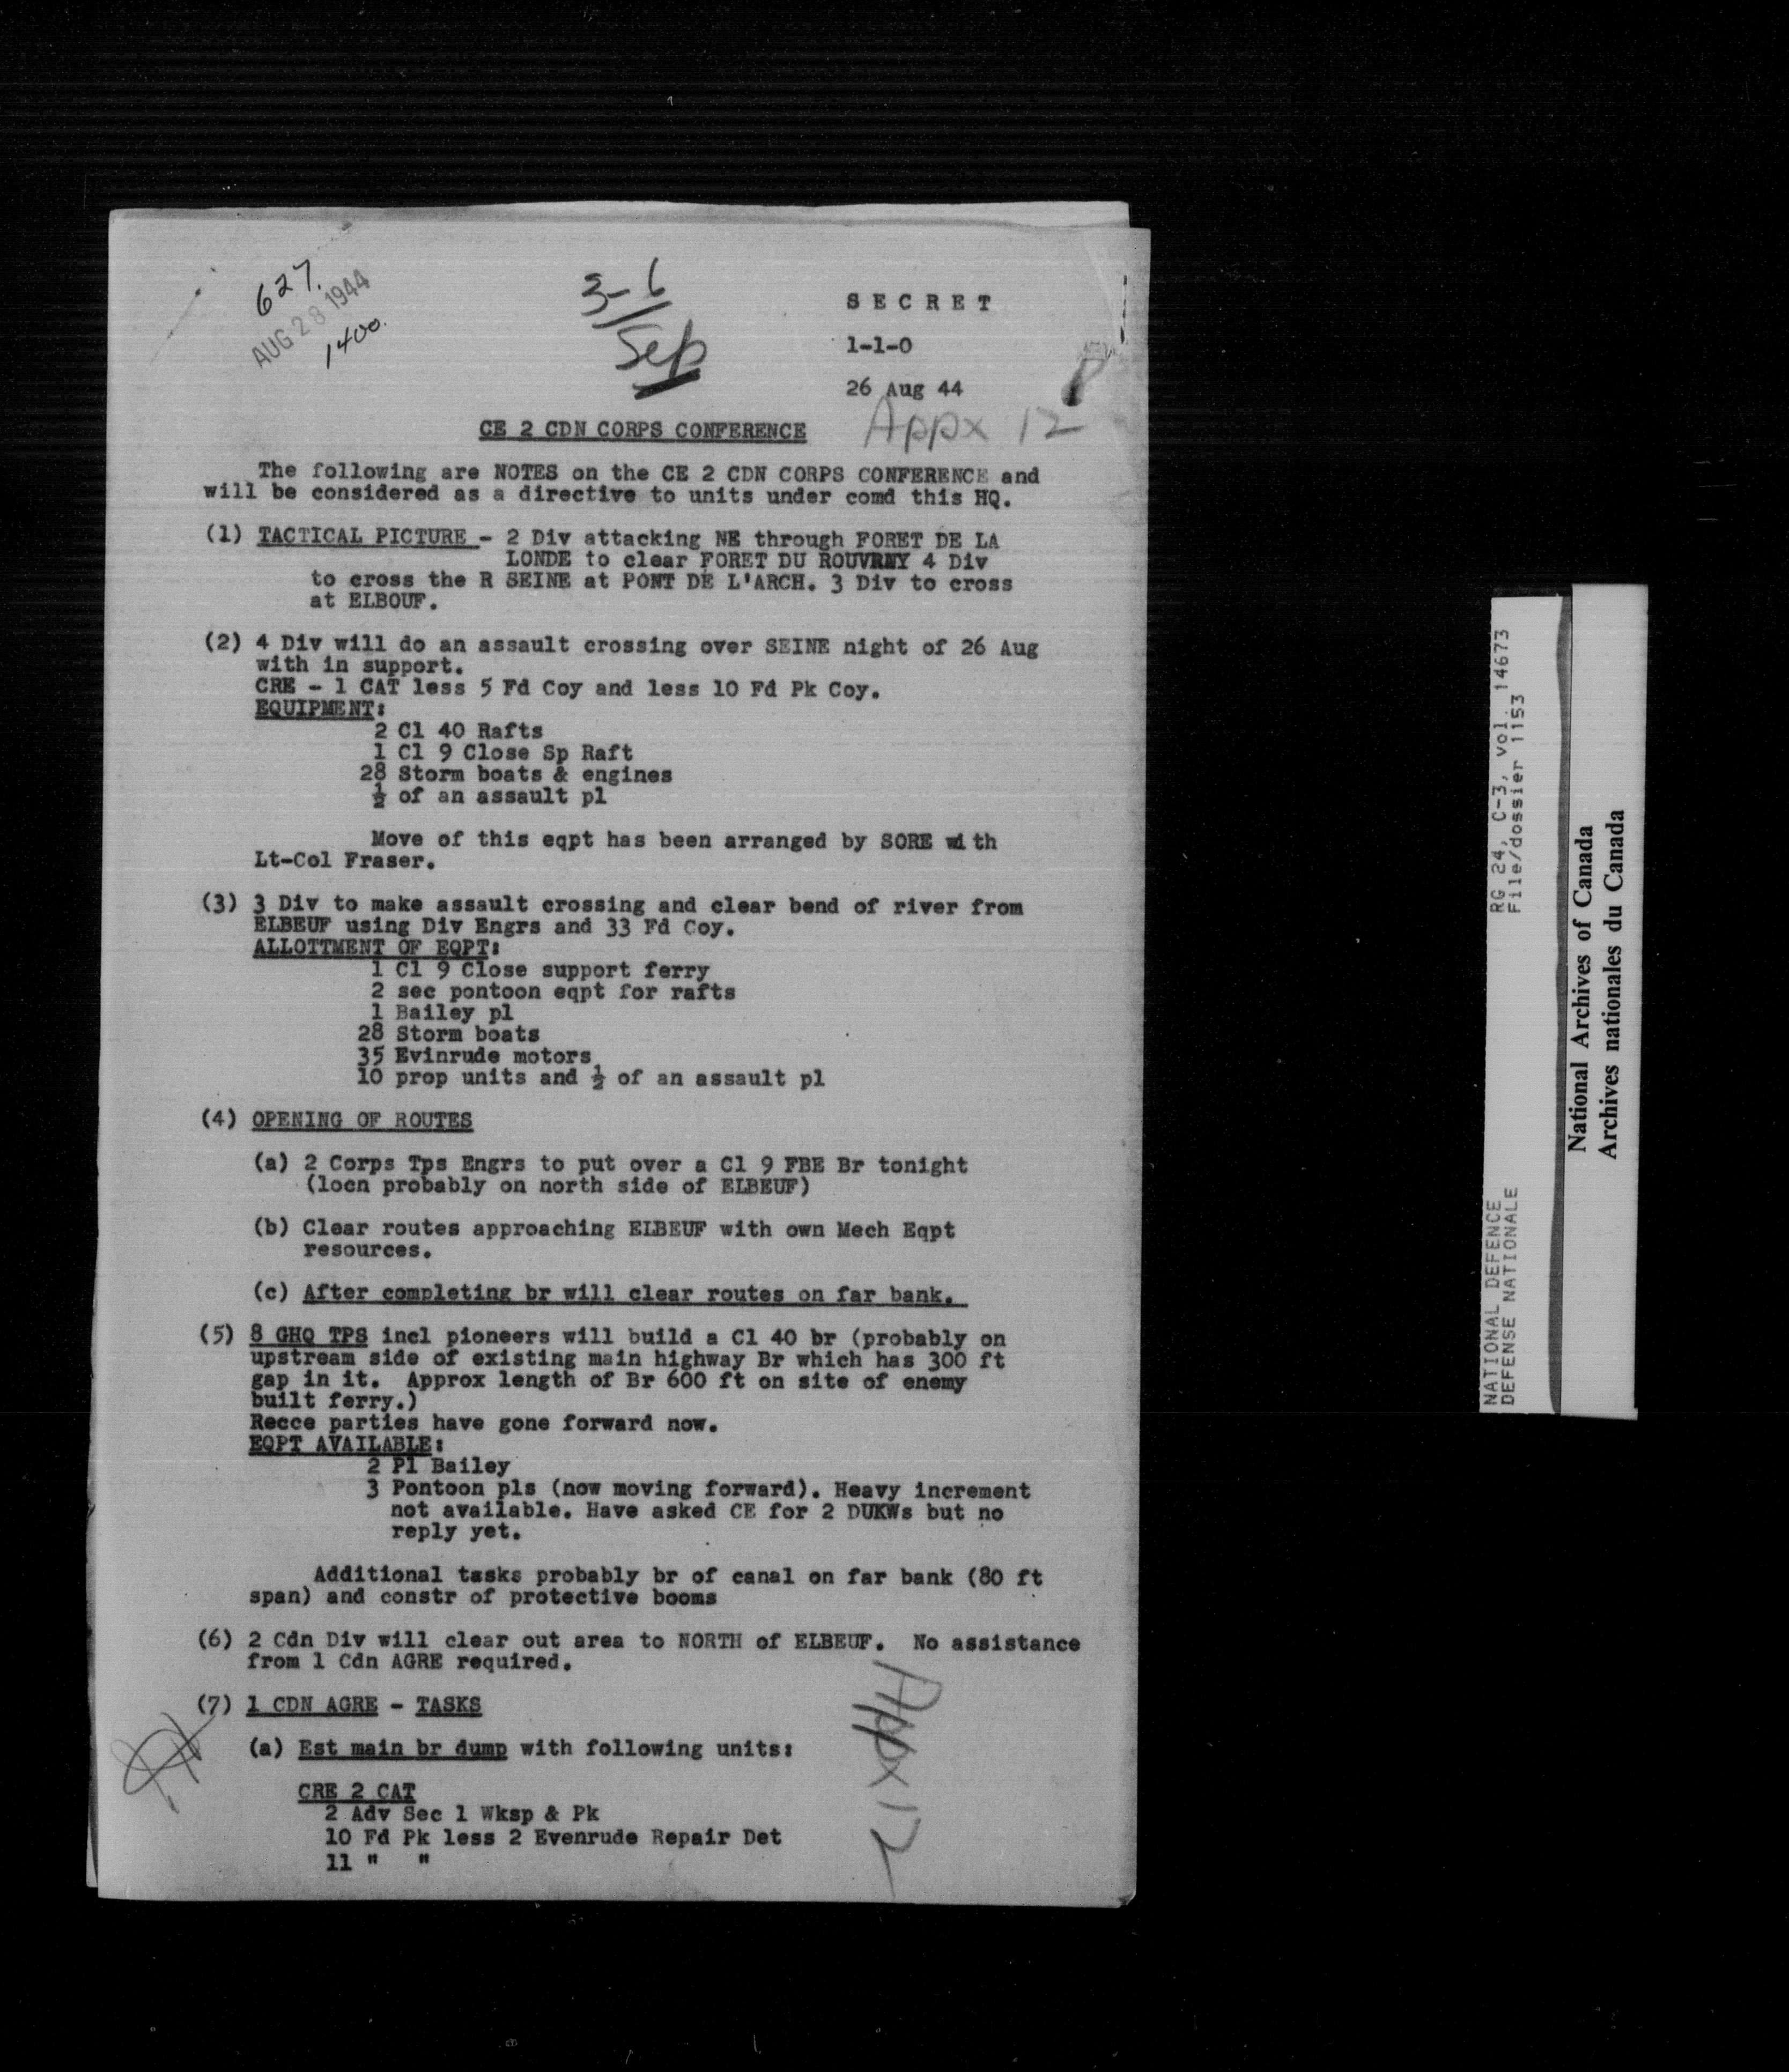 627.
AUG 28 1944
1400.
3-6
Sep
SECRET
1-1-0
26 Aug 44
Appx 12
CE 2 CDN CORPS CONFERENCE
The following are NOTES on the CE 2 CDN CORPS CONFERENCE and
will be considered as a directive to units under comd this HQ.
(1) TACTICAL PICTURE - 2 Div attacking NE through FORET DE LA
LONDE to clear FORET DU ROUVRAY 4 Div
to cross the R SEINE at PONT DE L'ARCH. 3 Div to cross
at ELBOUF.
(2) 4 Div will do an assault crossing over SEINE night of 26 Aug
with in support.
CRE - 1 CAT less 5 Fd Coy and less 10 Fd Pk Coy.
EQUIPMENT:
2 Cl 40 Rafts
1 Cl 9 Close Sp Raft
28 Storm boats & engines
½ of an assault pl
Move of this eqpt has been arranged by SORE with
Lt-Col Fraser.
(3) 3 Div to make assault crossing and clear bend of river from
ELBEUF using Div Engrs and 33 Fd Coy.
ALLOTTMENT OF EQPT:
1 Cl 9 Close support ferry
2 sec pontoon eqpt for rafts
1 Bailey pl
28 Storm boats
35 Evinrude motors
10 prop units and ½ of an assault pl
(4) OPENING OF ROUTES
(a) 2 Corps Tps Engrs to put over a Cl 9 FBE Br tonight
(locn probably on north side of ELBEUF)
(b) Clear routes approaching ELBEUF with own Mech Eqpt
resources.
(c) After completing br will clear routes on far bank.
(5) 8 GHQ TPS incl pioneers will build a Cl 40 br (probably on
upstream side of existing main highway Br which has 300 ft
gap in it. Approx length of Br 600 ft on site of enemy
built ferry.)
Recce parties have gone forward now.
EQPT AVAILABLE:
2 Pl Bailey
3 Pontoon pls (now moving forward). Heavy increment
not available. Have asked CE for 2 DUKWs but no
reply yet.
Additional tasks probably br of canal on far bank (80 ft
span) and constr of protective booms
(6) 2 Cdn Div will clear out area to NORTH of ELBEUF. No assistance
from 1 Cdn AGRE required.
(7) 1 CDN AGRE - TASKS
(a) Est main br dump with following units:
CRE 2 CAT
2 Adv Sec 1 Wksp & Pk
10 Fd Pk less 2 Evenrude Repair Det
11 " "
Appx 12
RG 24, C-3, vol. 14673
File/dossier 1153
NATIONAL DEFENCE
DEFENSE NATIONALE
National Archives of Canada
Archives nationales du Canada